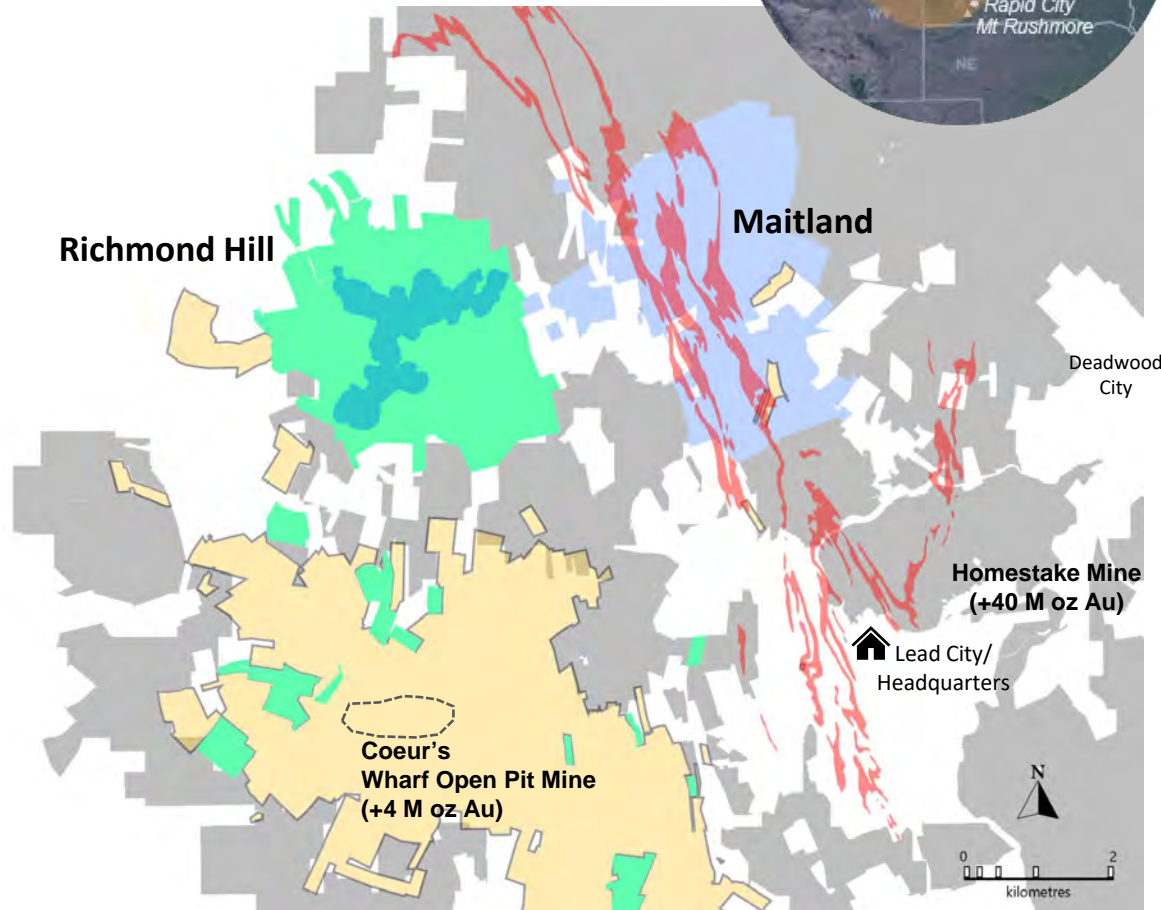 Rapid City
WY
Mt Rushmore
NE
Richmond Hill
Maitland
Deadwood
City
Homestake Mine
(+40 M oz Au)
Lead City/
Headquarters
Coeur's
Wharf Open Pit Mine
(+4 M oz Au)
N
0 2
kilometres